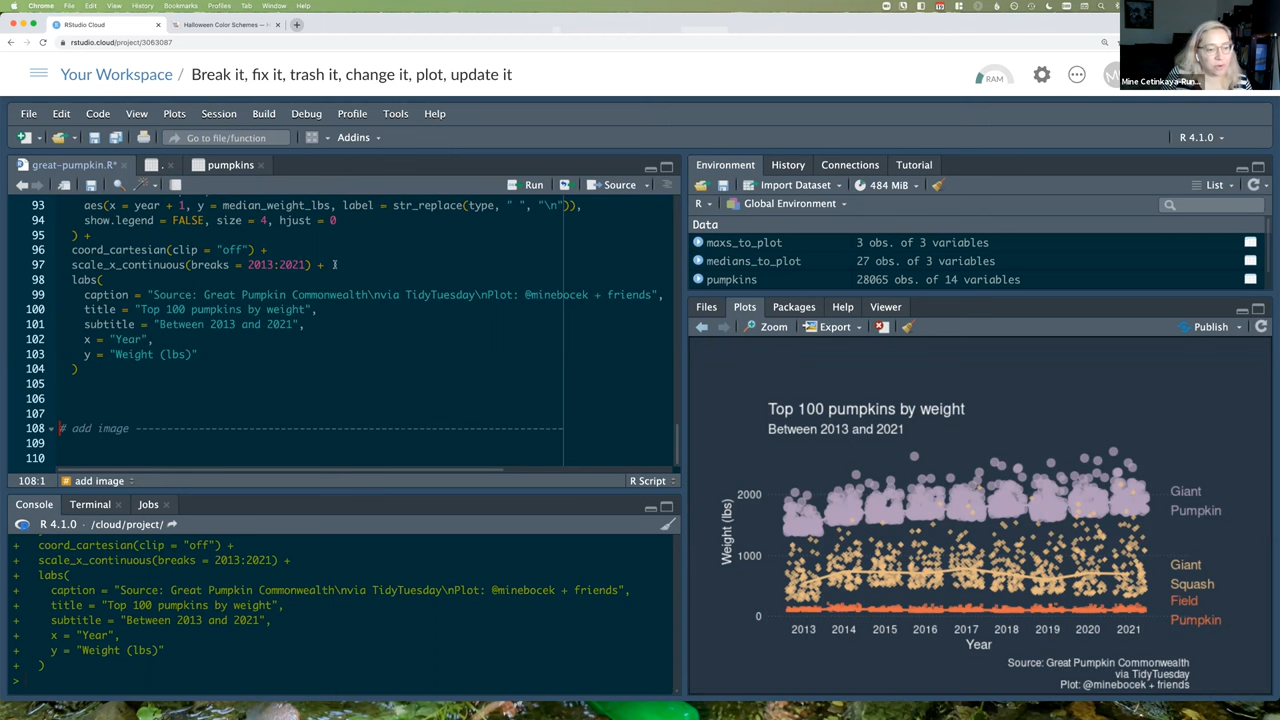 Chrome File Edit View History Bookmarks Profiles Tab Window Help
RStudio Cloud
Halloween Color Schemes —
rstudio.cloud/project/3063087
Your Workspace / Break it, fix it, trash it, change it, plot, update it
RAM
Mine Cetinkaya-Run...
File Edit Code View Plots Session Build Debug Profile Tools Help
Go to file/function
Addins
R 4.1.0
great-pumpkin.R*
.
pumpkins
Run
Source
93 aes(x = year + 1, y = median_weight_lbs, label = str_replace(type, " ", "\n")),
94 show.legend = FALSE, size = 4, hjust = 0
95 ) +
96 coord_cartesian(clip = "off") +
97 scale_x_continuous(breaks = 2013:2021) +
98 labs(
99 caption = "Source: Great Pumpkin Commonwealth\nvia TidyTuesday\nPlot: @minebocek + friends",
100 title = "Top 100 pumpkins by weight",
101 subtitle = "Between 2013 and 2021",
102 x = "Year",
103 y = "Weight (lbs)"
104 )
105
106
107
108 # add image ----------------------------------------------------------------
109
110
108:1
# add image
R Script
Console Terminal Jobs
R 4.1.0 · /cloud/project/
+ coord_cartesian(clip = "off") +
+ scale_x_continuous(breaks = 2013:2021) +
+ labs(
+ caption = "Source: Great Pumpkin Commonwealth\nvia TidyTuesday\nPlot: @minebocek + friends",
+ title = "Top 100 pumpkins by weight",
+ subtitle = "Between 2013 and 2021",
+ x = "Year",
+ y = "Weight (lbs)"
+ )
>
Environment History Connections Tutorial
Import Dataset
484 MiB
List
R
Global Environment
Data
maxs_to_plot 3 obs. of 3 variables
medians_to_plot 27 obs. of 3 variables
pumpkins 28065 obs. of 14 variables
Files Plots Packages Help Viewer
Zoom
Export
Publish
Top 100 pumpkins by weight
Between 2013 and 2021
Weight (lbs)
2000
1000
0
Giant
Pumpkin
Giant
Squash
Field
Pumpkin
2013 2014 2015 2016 2017 2018 2019 2020 2021
Year
Source: Great Pumpkin Commonwealth
via TidyTuesday
Plot: @minebocek + friends